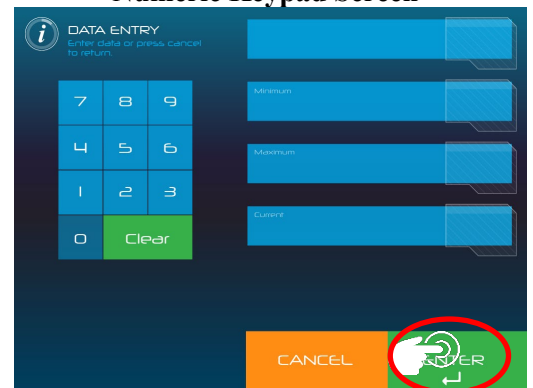 Numeric Keypad Screen
i
DATA ENTRY
Enter data or press cancel
to return.
7 8 9
4 5 6
1 2 3
0 Clear
Minimum
Maximum
Current
CANCEL
ENTER